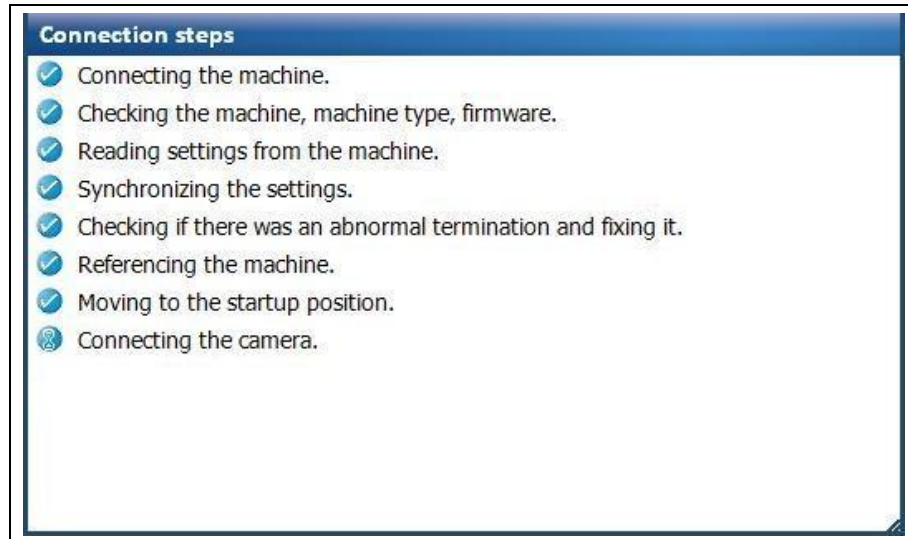 Connection steps
Connecting the machine.
Checking the machine, machine type, firmware.
Reading settings from the machine.
Synchronizing the settings.
Checking if there was an abnormal termination and fixing it.
Referencing the machine.
Moving to the startup position.
Connecting the camera.